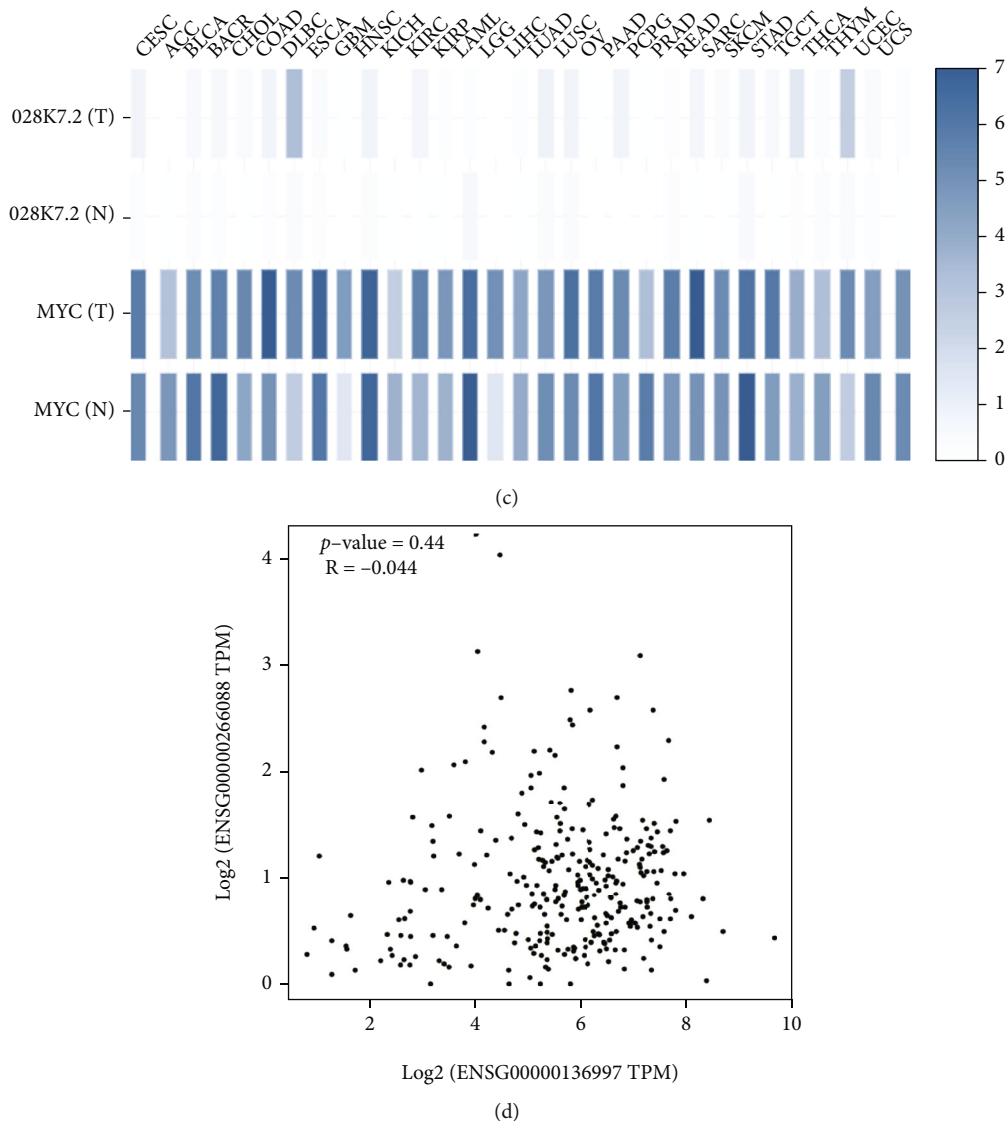 CESC ACC BLCA BACR CHOL COAD DLBC ESCA GBM HNSC KICH KIRC KIRP LAML LGG LIHC LUAD LUSC OV PAAD PCPG PRAD READ SARC SKCM STAD TGCT THCA THYM UCEC UCS
028K7.2 (T)
028K7.2 (N)
MYC (T)
MYC (N)
7
6
5
4
3
2
1
0
(c)
p–value = 0.44
R = –0.044
4
3
2
1
0
Log2 (ENSG00000266088 TPM)
2 4 6 8 10
Log2 (ENSG00000136997 TPM)
(d)